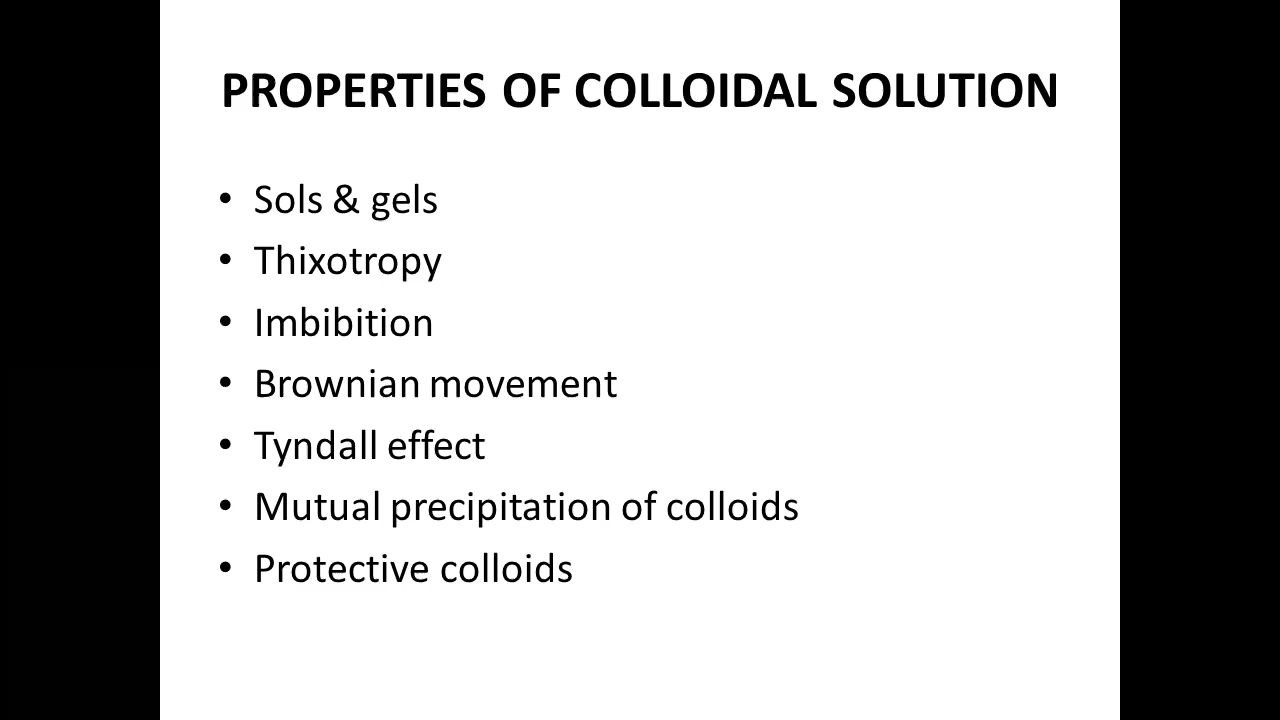 PROPERTIES OF COLLOIDAL SOLUTION
• Sols & gels
• Thixotropy
• Imbibition
• Brownian movement
• Tyndall effect
• Mutual precipitation of colloids
• Protective colloids